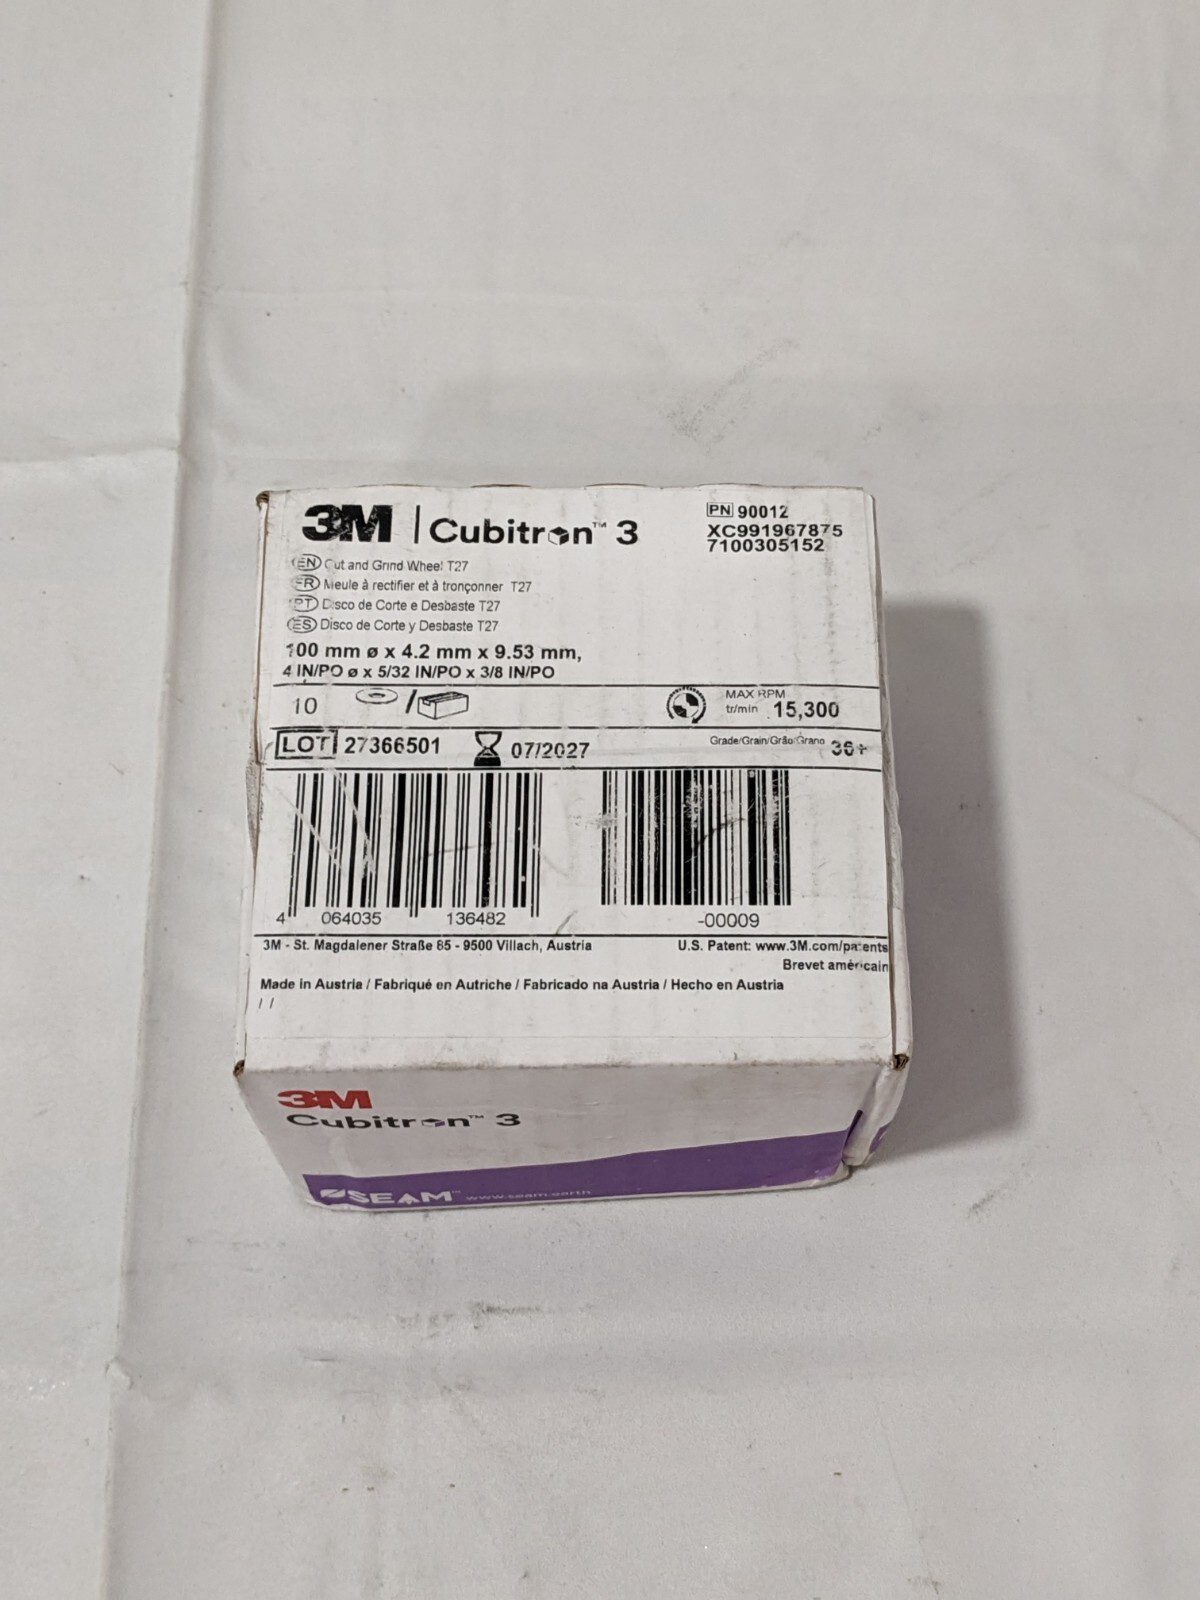 3M | Cubitron™ 3
PN 90012
XC991967875
7100305152
EN Cut and Grind Wheel T27
FR Meule à rectifier et à tronçonner T27
PT Disco de Corte e Desbaste T27
ES Disco de Corte y Desbaste T27
100 mm ø x 4.2 mm x 9.53 mm,
4 IN/PO ø x 5/32 IN/PO x 3/8 IN/PO
10 /
MAX RPM
tr/min 15,300
LOT 27366501 07/2027
Grade/Grain/Grão/Grano 36+
4 064035 136482
-00009
3M - St. Magdalener Straße 85 - 9500 Villach, Austria
U.S. Patent: www.3M.com/patents
Brevet américain
Made in Austria / Fabriqué en Autriche / Fabricado na Austria / Hecho en Austria
/ /
3M
Cubitron™ 3
SEAM™ www.seam.earth